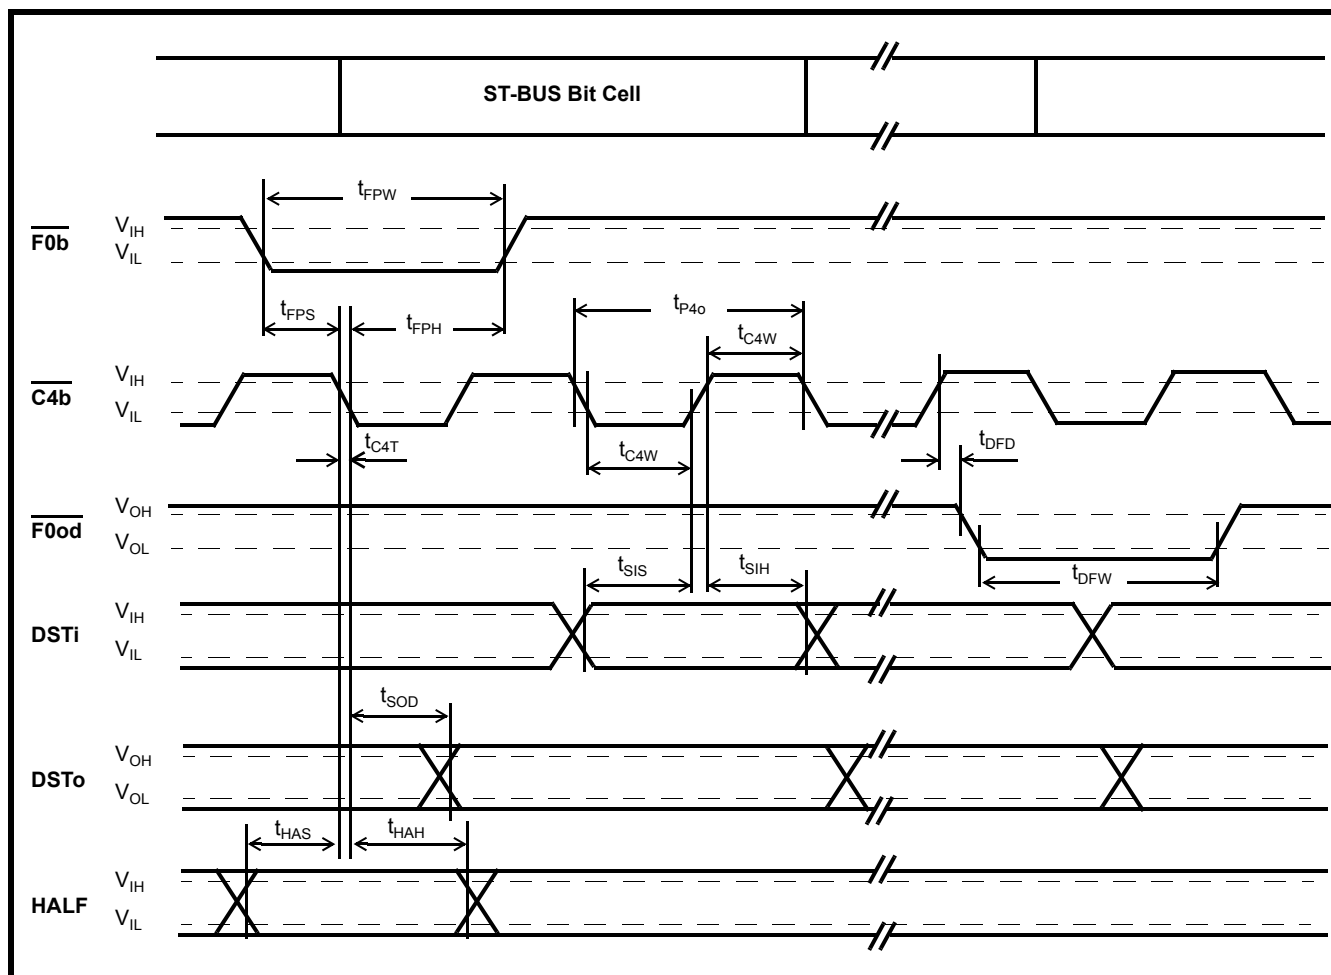 ST-BUS Bit Cell
tFPW
F0b
VIH
VIL
tFPS
tFPH
tP4o
tC4W
C4b
VIH
VIL
tC4T
tC4W
tDFD
F0od
VOH
VOL
tSIS
tSIH
tDFW
DSTi
VIH
VIL
tSOD
DSTo
VOH
VOL
tHAS
tHAH
HALF
VIH
VIL